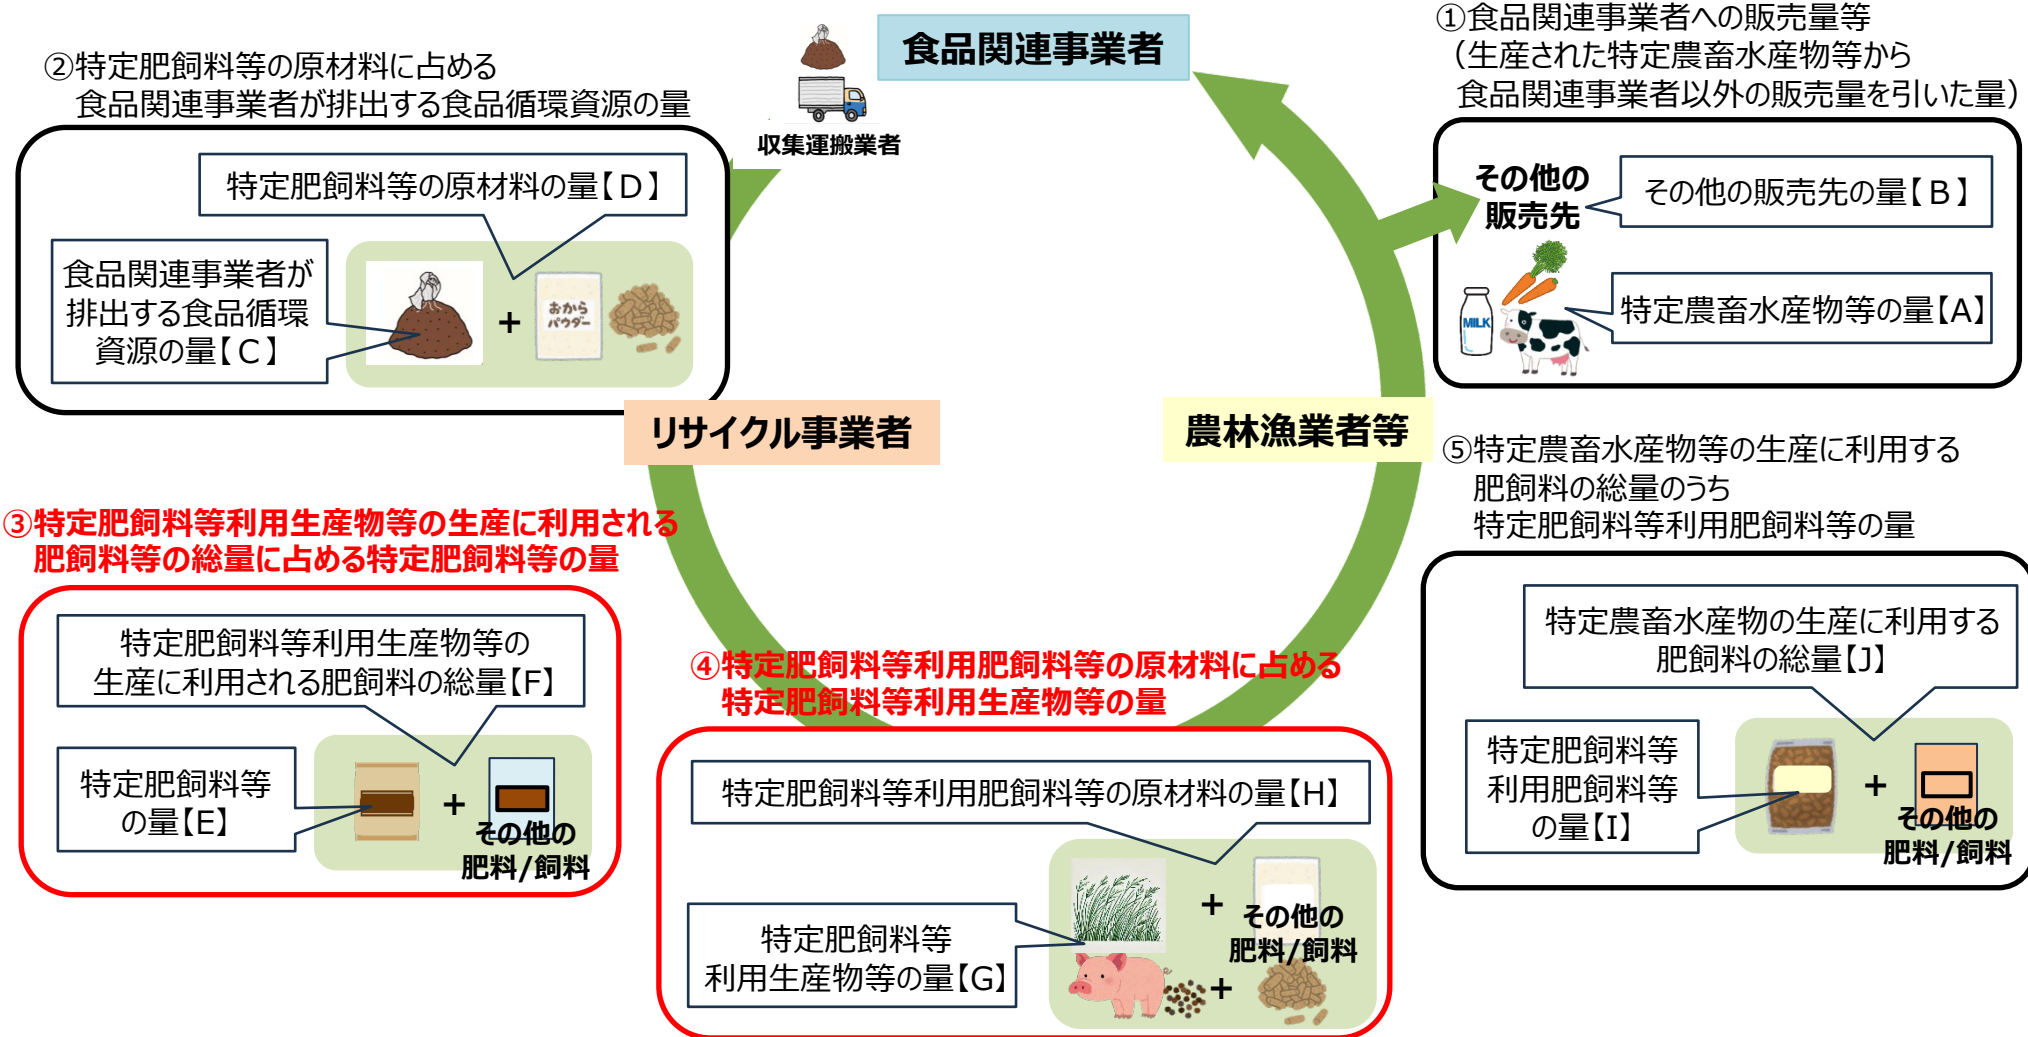 食品関連事業者
収集運搬業者
①食品関連事業者への販売量等
（生産された特定農畜水産物等から
食品関連事業者以外の販売量を引いた量）
その他の
販売先
その他の販売先の量【Ｂ】
特定農畜水産物等の量【A】
MILK
②特定肥飼料等の原材料に占める
食品関連事業者が排出する食品循環資源の量
特定肥飼料等の原材料の量【Ｄ】
食品関連事業者が
排出する食品循環
資源の量【Ｃ】
+
おから
パウダー
リサイクル事業者
農林漁業者等
③特定肥飼料等利用生産物等の生産に利用される
肥飼料等の総量に占める特定肥飼料等の量
特定肥飼料等利用生産物等の
生産に利用される肥飼料の総量【F】
特定肥飼料等
の量【E】
+
その他の
肥料/飼料
④特定肥飼料等利用肥飼料等の原材料に占める
特定肥飼料等利用生産物等の量
特定肥飼料等利用肥飼料等の原材料の量【H】
特定肥飼料等
利用生産物等の量【G】
+
その他の
肥料/飼料
+
⑤特定農畜水産物等の生産に利用する
肥飼料の総量のうち
特定肥飼料等利用肥飼料等の量
特定農畜水産物の生産に利用する
肥飼料の総量【J】
特定肥飼料等
利用肥飼料等
の量【I】
+
その他の
肥料/飼料